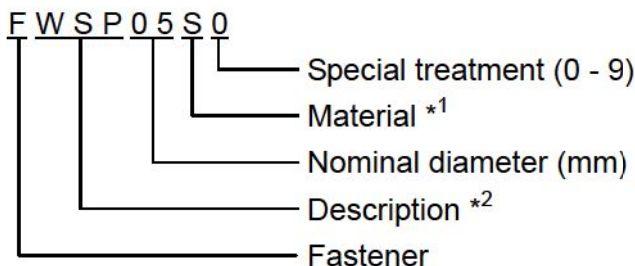 F W S P 0 5 S 0
Special treatment (0 - 9)
Material *1
Nominal diameter (mm)
Description *2
Fastener